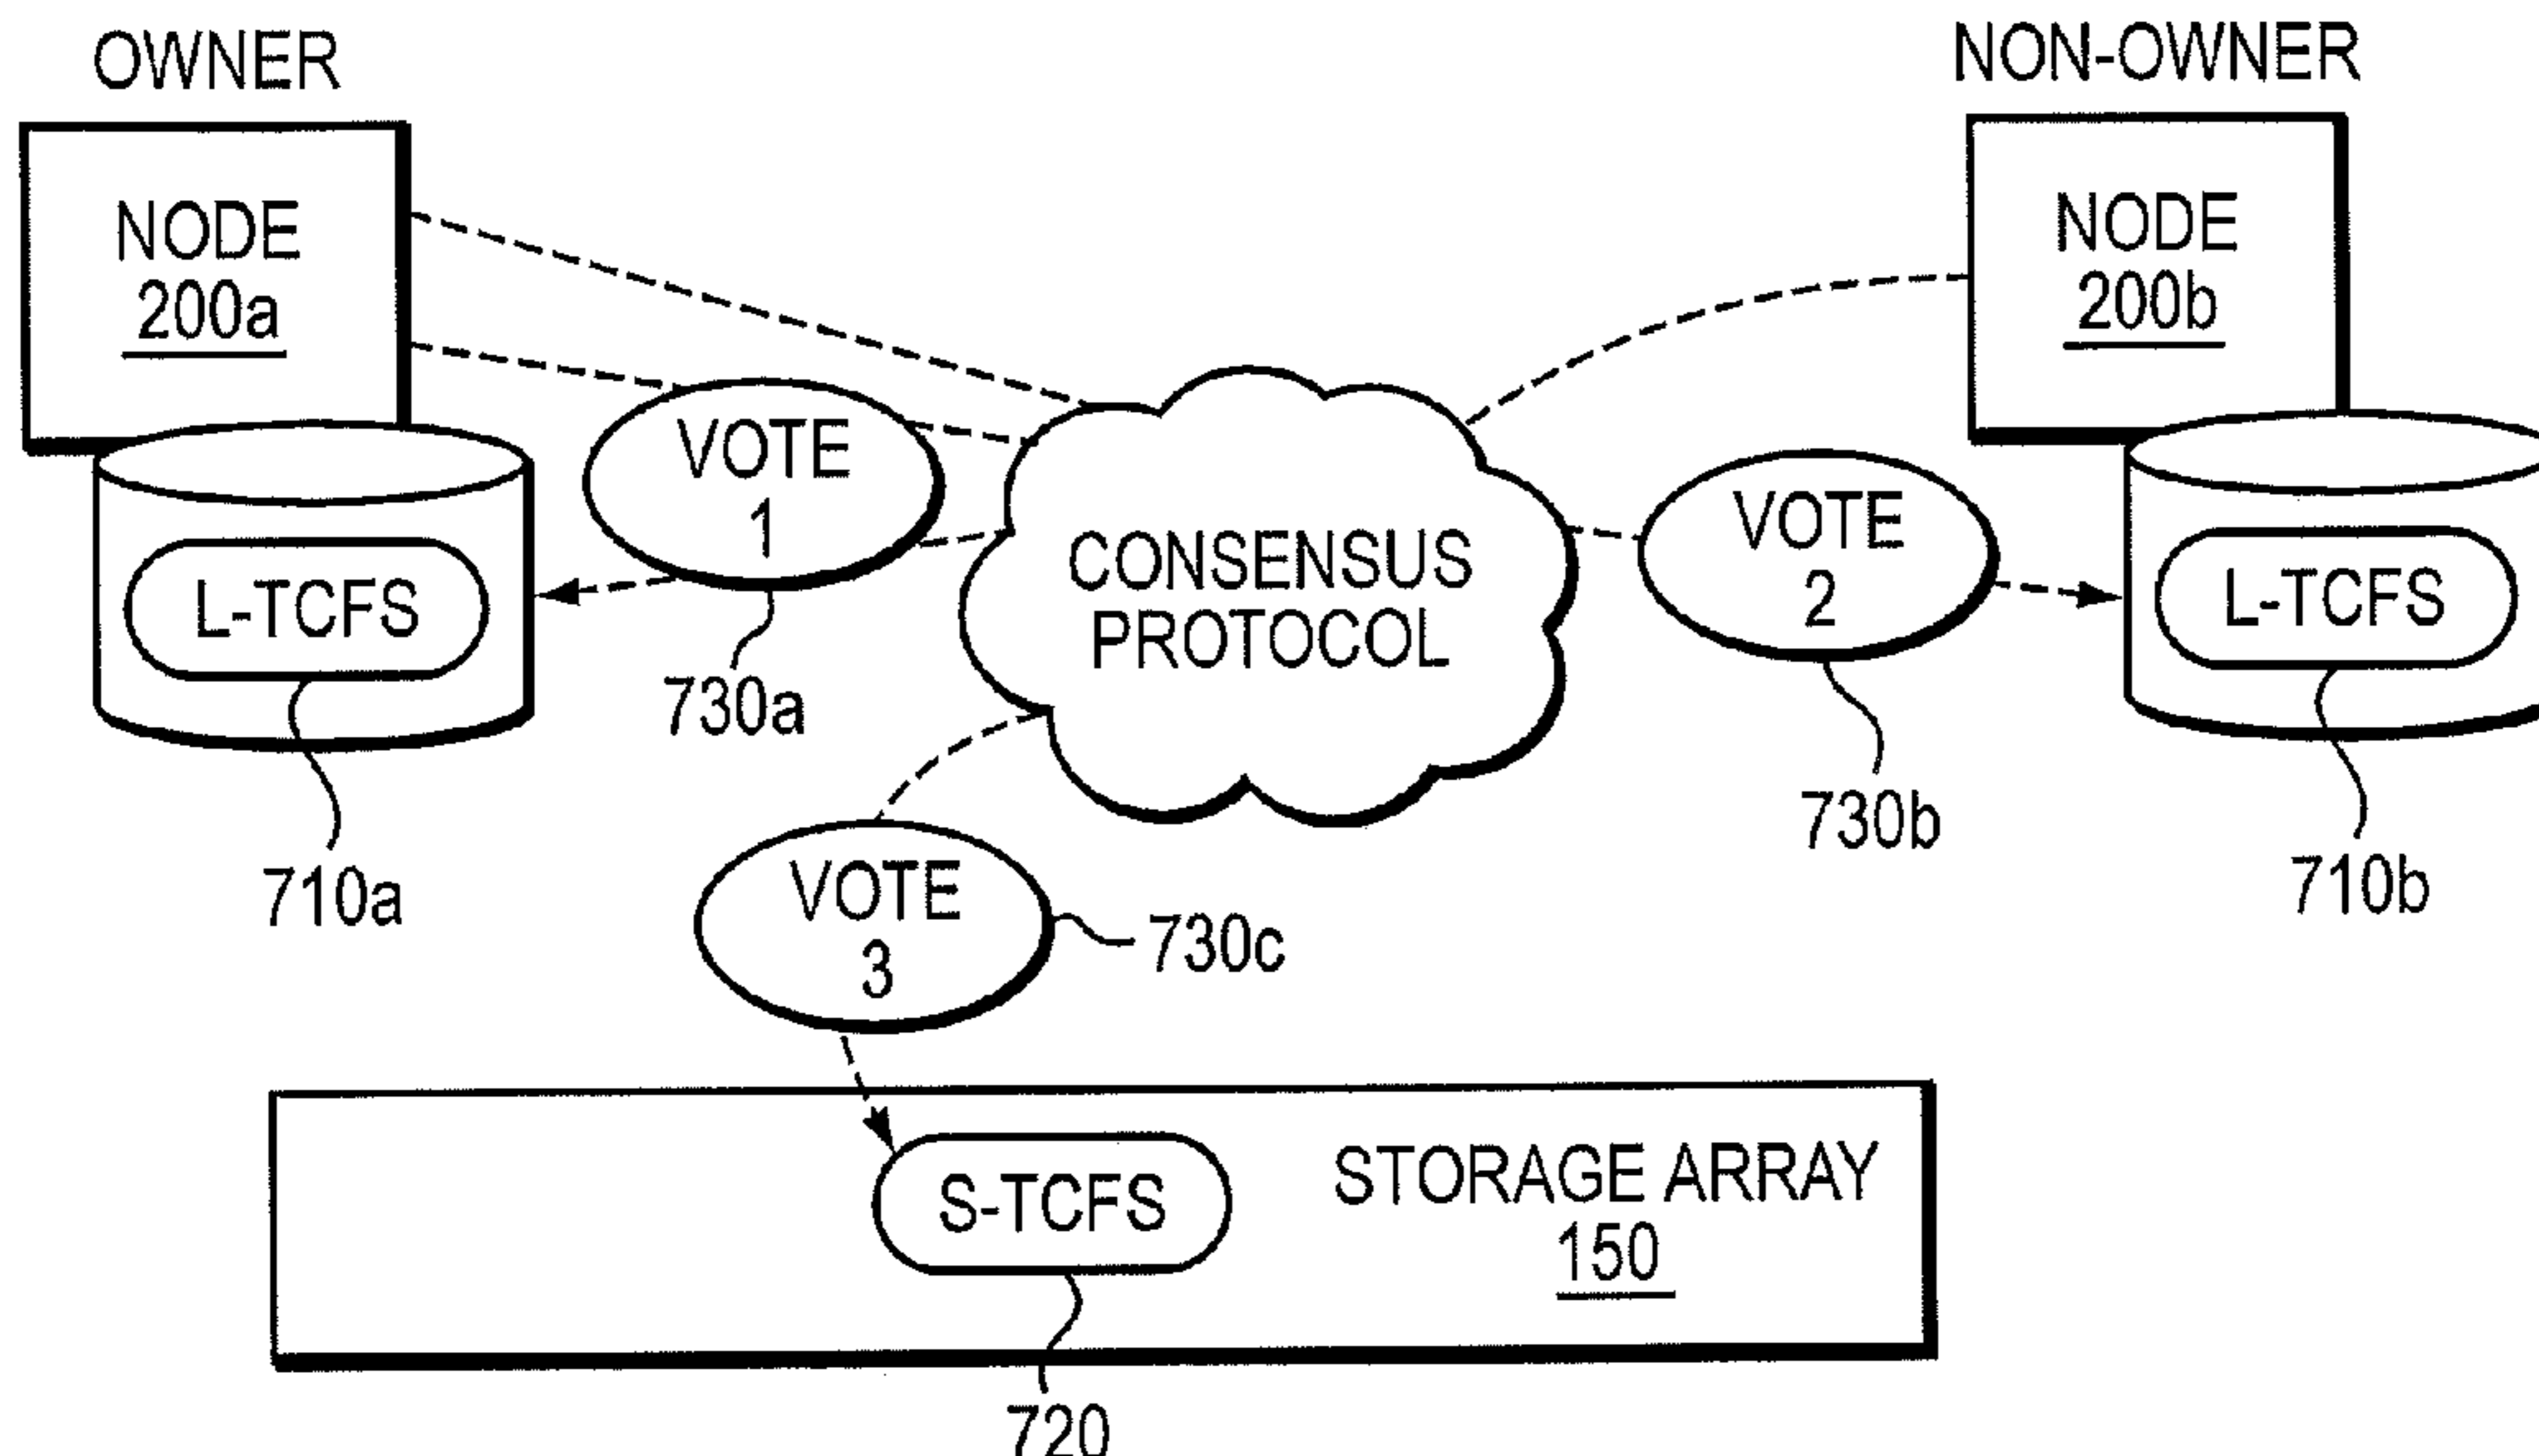 OWNER
NON-OWNER
NODE
200a
NODE
200b
VOTE
1
L-TCFS
CONSENSUS
PROTOCOL
VOTE
2
L-TCFS
730a
730b
710a
710b
VOTE
3
730c
S-TCFS
STORAGE ARRAY
150
720